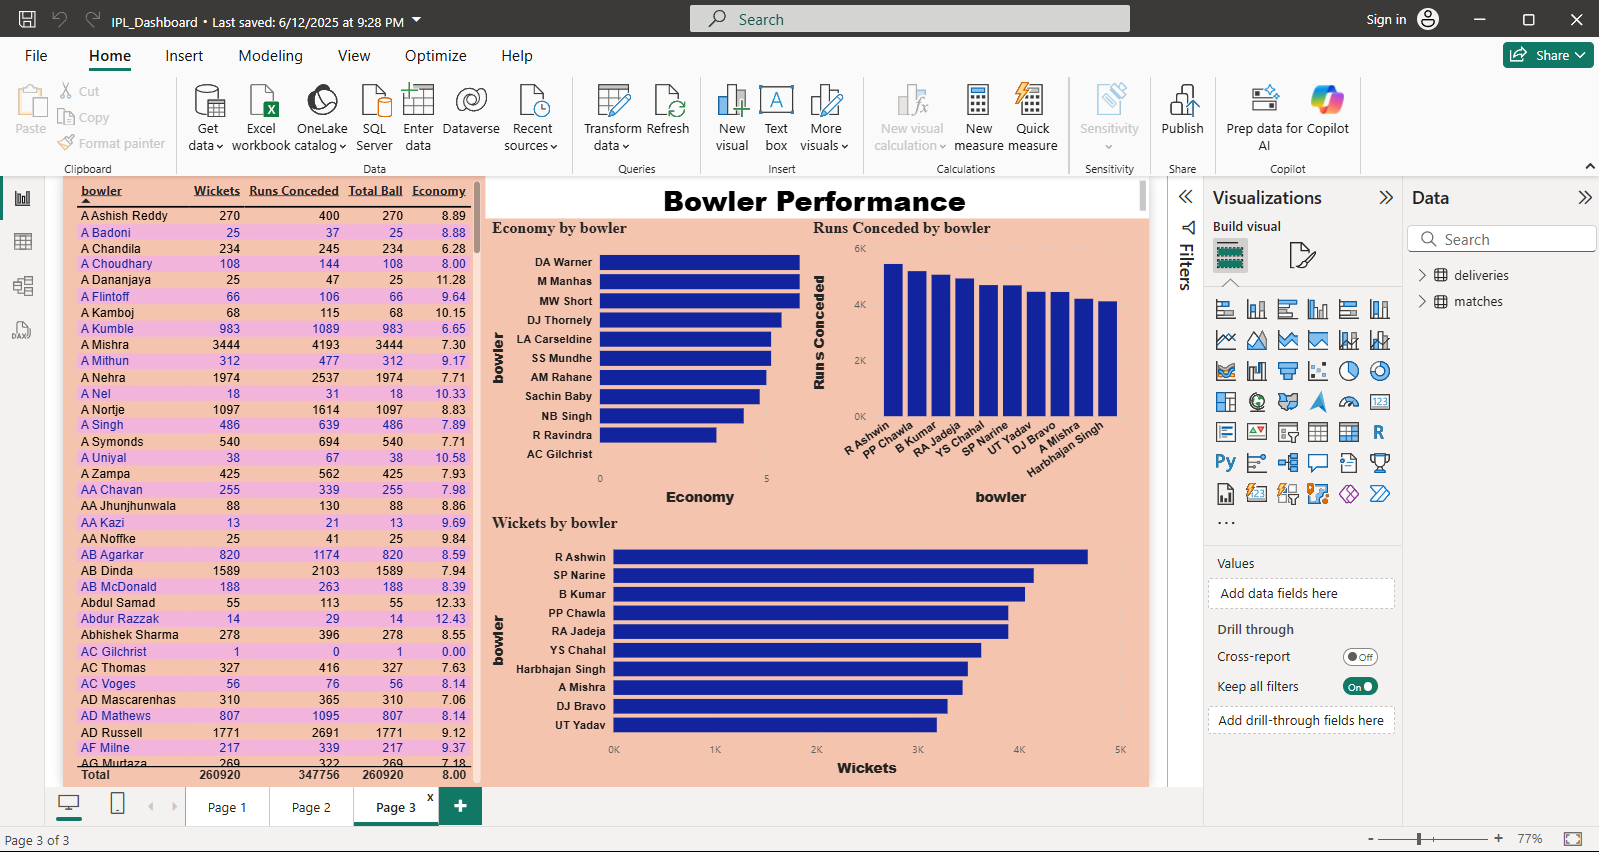 IPL_Dashboard • Last saved: 6/12/2025 at 9:28 PM
Search
Sign in
File Home Insert Modeling View Optimize Help
Share
Paste
Cut
Copy
Format painter
Clipboard
Get data
Excel workbook
OneLake catalog
SQL Server
Enter data
Dataverse
Recent sources
Data
Transform data
Refresh
Queries
New visual
Text box
More visuals
Insert
New visual calculation
New measure
Quick measure
Calculations
Sensitivity
Sensitivity
Publish
Share
Prep data for AI
Copilot
Copilot
bowler Wickets Runs Conceded Total Ball Economy
A Ashish Reddy 270 400 270 8.89
A Badoni 25 37 25 8.88
A Chandila 234 245 234 6.28
A Choudhary 108 144 108 8.00
A Dananjaya 25 47 25 11.28
A Flintoff 66 106 66 9.64
A Kamboj 68 115 68 10.15
A Kumble 983 1089 983 6.65
A Mishra 3444 4193 3444 7.30
A Mithun 312 477 312 9.17
A Nehra 1974 2537 1974 7.71
A Nel 18 31 18 10.33
A Nortje 1097 1614 1097 8.83
A Singh 486 639 486 7.89
A Symonds 540 694 540 7.71
A Uniyal 38 67 38 10.58
A Zampa 425 562 425 7.93
AA Chavan 255 339 255 7.98
AA Jhunjhunwala 88 130 88 8.86
AA Kazi 13 21 13 9.69
AA Noffke 25 41 25 9.84
AB Agarkar 820 1174 820 8.59
AB Dinda 1589 2103 1589 7.94
AB McDonald 188 263 188 8.39
Abdul Samad 55 113 55 12.33
Abdur Razzak 14 29 14 12.43
Abhishek Sharma 278 396 278 8.55
AC Gilchrist 1 0 1 0.00
AC Thomas 327 416 327 7.63
AC Voges 56 76 56 8.14
AD Mascarenhas 310 365 310 7.06
AD Mathews 807 1095 807 8.14
AD Russell 1771 2691 1771 9.12
AF Milne 217 339 217 9.37
AG Murtaza 269 322 269 7.18
Total 260920 347756 260920 8.00
Bowler Performance
Economy by bowler
bowler
DA Warner
M Manhas
MW Short
DJ Thornely
LA Carseldine
SS Mundhe
AM Rahane
Sachin Baby
NB Singh
R Ravindra
AC Gilchrist
0 5
Economy
Runs Conceded by bowler
Runs Conceded
6K
4K
2K
0K
R Ashwin
PP Chawla
B Kumar
RA Jadeja
YS Chahal
SP Narine
UT Yadav
DJ Bravo
A Mishra
Harbhajan Singh
bowler
Wickets by bowler
bowler
R Ashwin
SP Narine
B Kumar
PP Chawla
RA Jadeja
YS Chahal
Harbhajan Singh
A Mishra
DJ Bravo
UT Yadav
0K 1K 2K 3K 4K 5K
Wickets
Filters
Visualizations
Build visual
123
R
Py
123
...
Values
Add data fields here
Drill through
Cross-report
Off
Keep all filters
On
Add drill-through fields here
Data
Search
deliveries
matches
DAX
Page 1
Page 2
Page 3
x
+
Page 3 of 3
- + 77%